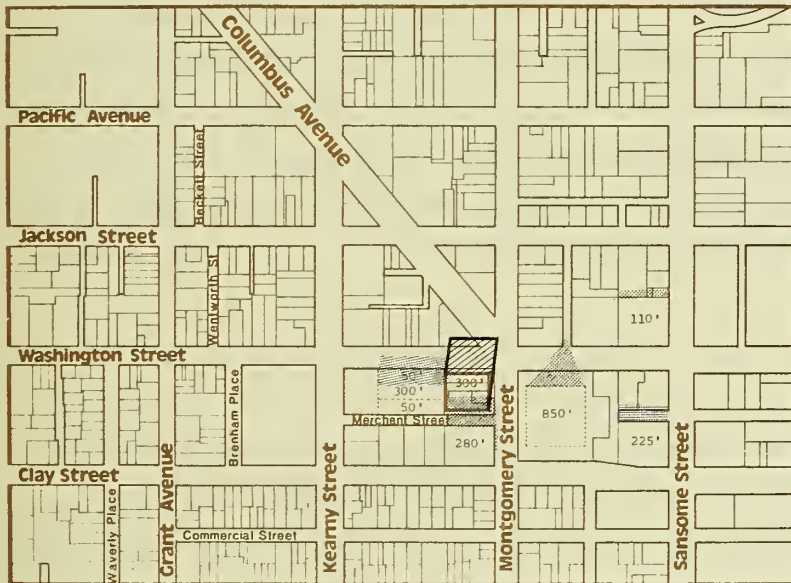 Columbus Avenue
Pacific Avenue
Beckett Street
Jackson Street
Wentworth St
110'
Washington Street
300'
300'
50'
850'
Merchant Street
280'
225'
Brenham Place
Clay Street
Waverly Place
Grant Avenue
Commercial Street
Kearny Street
Montgomery Street
Sansome Street